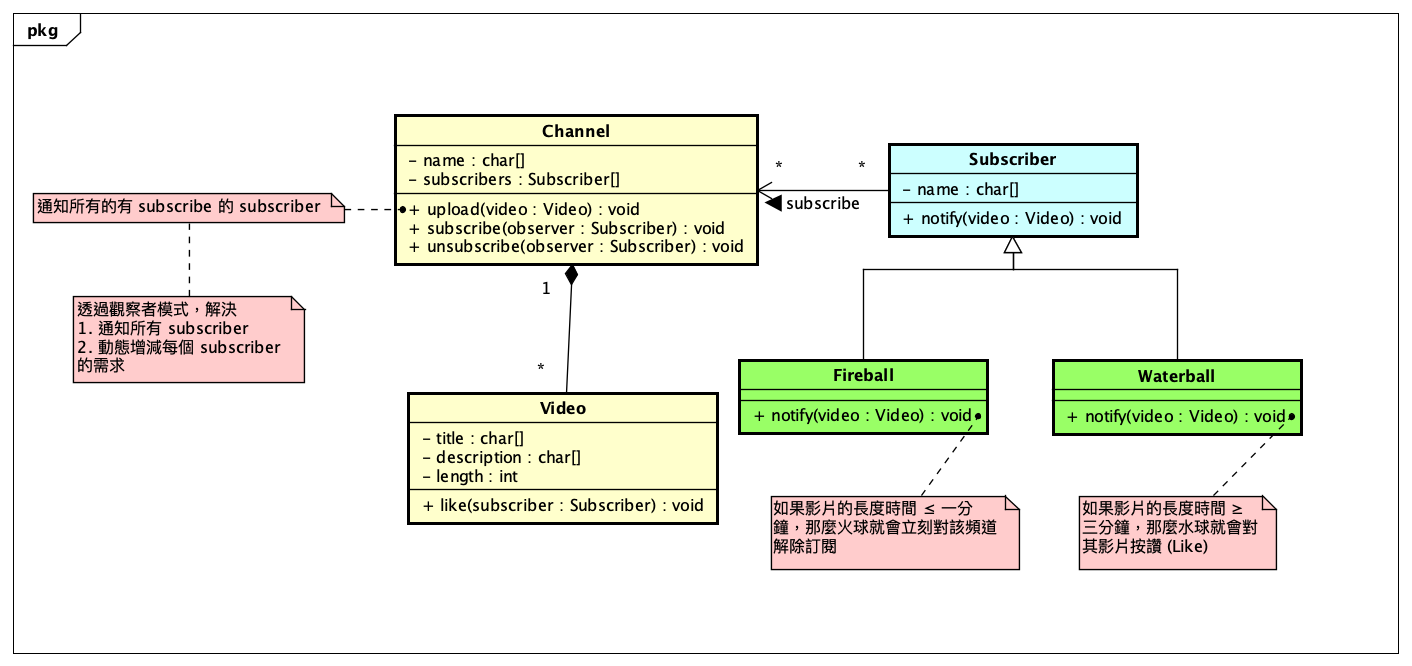 pkg
Channel
– name : char[]
– subscribers : Subscriber[]
+ upload(video : Video) : void
+ subscribe(observer : Subscriber) : void
+ unsubscribe(observer : Subscriber) : void
*
*
subscribe
Subscriber
– name : char[]
+ notify(video : Video) : void
通知所有的有 subscribe 的 subscriber
透過觀察者模式，解決
1. 通知所有 subscriber
2. 動態增減每個 subscriber
的需求
1
*
Video
– title : char[]
– description : char[]
– length : int
+ like(subscriber : Subscriber) : void
Fireball
+ notify(video : Video) : void
Waterball
+ notify(video : Video) : void
如果影片的長度時間 ≤ 一分
鐘，那麼火球就會立刻對該頻道
解除訂閱
如果影片的長度時間 ≥
三分鐘，那麼水球就會對
其影片按讚 (Like)